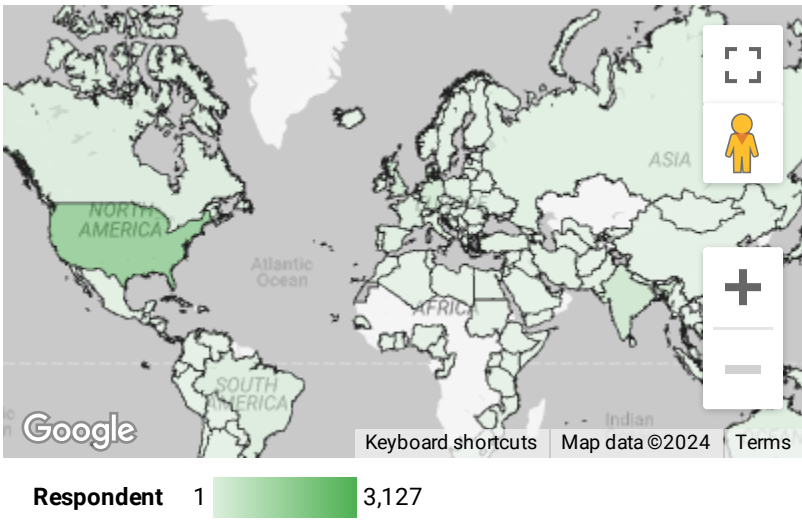 ASIA
NORTH
AMERICA
EUROPE
Atlantic
Ocean
AFRICA
SOUTH
AMERICA
Indian
Google
Keyboard shortcuts
Map data ©2024
Terms
Respondent 1 3,127